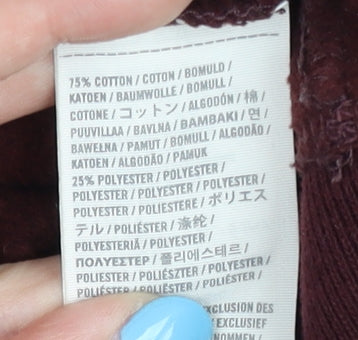 75% COTTON / COTON / BOMULD /
KATOEN / BAUMWOLLE / BOMULL /
COTONE / コットン / ALGODÓN / 棉 /
PUUVILLAA / BAVLNA / ΒΑΜΒΑΚΙ / 면 /
BAWEŁNA / PAMUT / BOMULL / ALGODÃO /
KATOEN / ALGODÃO / PAMUK
25% POLYESTER / POLYESTER /
POLYESTER / POLYESTER / POLYESTER /
POLYESTER / POLIESTERE / ポリエス
テル / POLIÉSTER / 涤纶 /
POLYESTERIÄ / POLYESTER /
ΠΟΛΥΕΣΤΕΡ / 폴리에스테르 /
POLIESTER / POLIÉSZTER / POLYESTER /
POLIÉSTER / POLYESTER / POLIÉSTER /
EXCLUSION DES
EXCLUSIEF